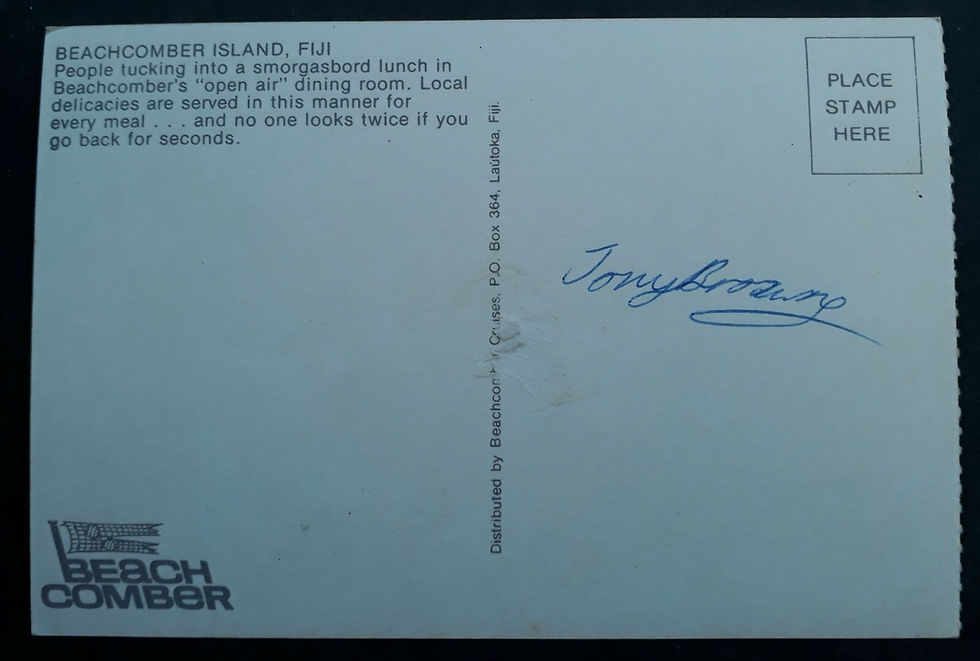 BEACHCOMBER ISLAND, FIJI
People tucking into a smorgasbord lunch in
Beachcomber's "open air" dining room. Local
delicacies are served in this manner for
every meal . . . and no one looks twice if you
go back for seconds.
PLACE
STAMP
HERE
Distributed by Beachcomber Cruises, P.O. Box 364, Lautoka, Fiji.
Tony Browne
BEACH
COMBER